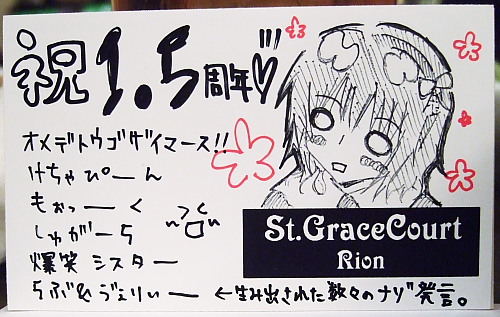 祝1.5周年♡
オメデトウゴザイマース!!
けちゃぴーん
もぉっーく
しゅがーら
爆笑シスター
らぶ&ぢぇりぃー ←生み出された数々のナゾ発言。
St.GraceCourt
Rion